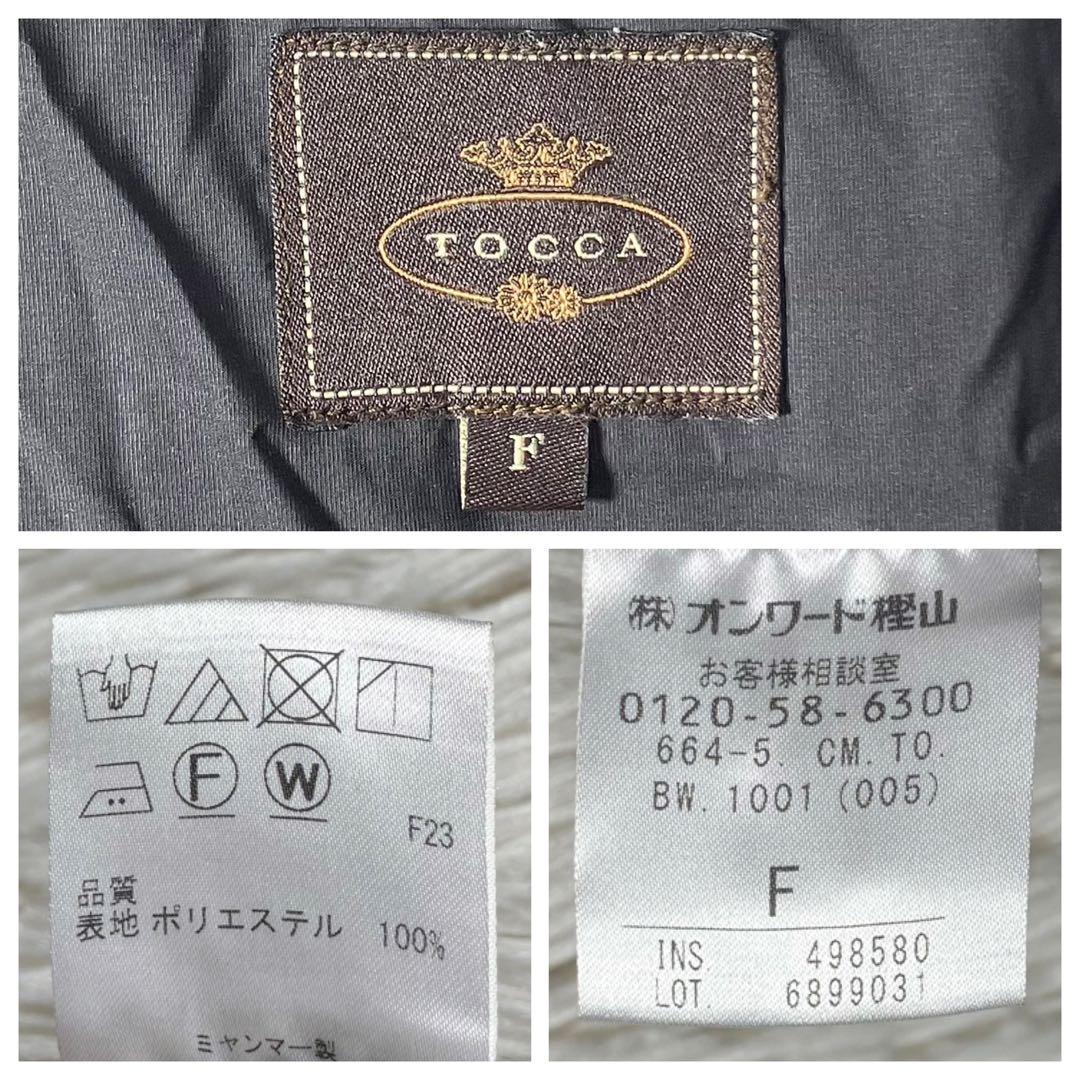 TOCCA
F
F W
F23
品質
表地 ポリエステル 100%
ミャンマー製
(株)オンワード樫山
お客様相談室
0120-58-6300
664-5. CM.TO.
BW.1001 (005)
F
INS. 498580
LOT. 6899031